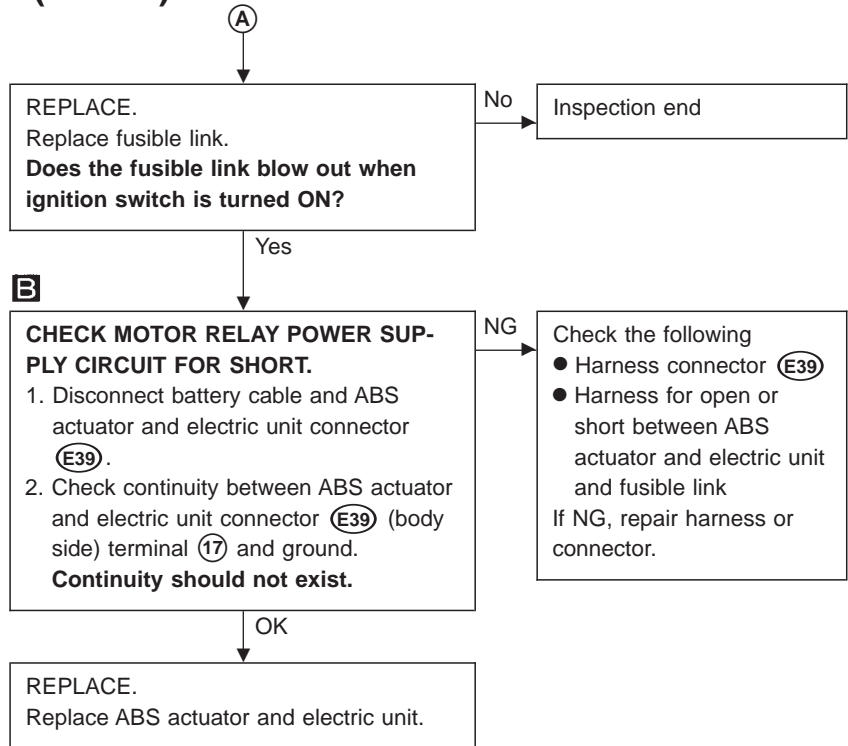 A
REPLACE.
Replace fusible link.
Does the fusible link blow out when
ignition switch is turned ON?
No
Inspection end
Yes
B
CHECK MOTOR RELAY POWER SUP-
PLY CIRCUIT FOR SHORT.
1. Disconnect battery cable and ABS
actuator and electric unit connector
E39.
2. Check continuity between ABS actuator
and electric unit connector E39 (body
side) terminal 17 and ground.
Continuity should not exist.
NG
Check the following
● Harness connector E39
● Harness for open or
short between ABS
actuator and electric unit
and fusible link
If NG, repair harness or
connector.
OK
REPLACE.
Replace ABS actuator and electric unit.